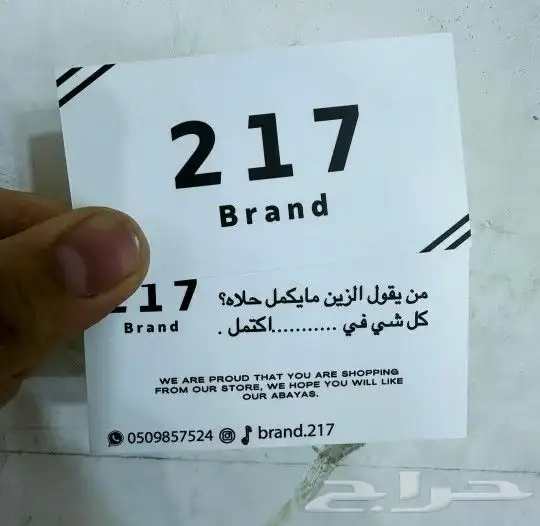 217
Brand
17
Brand
من يقول الزين مايكمل حلاه؟
كل شي في ...........اكتمل .
WE ARE PROUD THAT YOU ARE SHOPPING
FROM OUR STORE, WE HOPE YOU WILL LIKE
OUR ABAYAS.
0509857524 brand.217
حراج